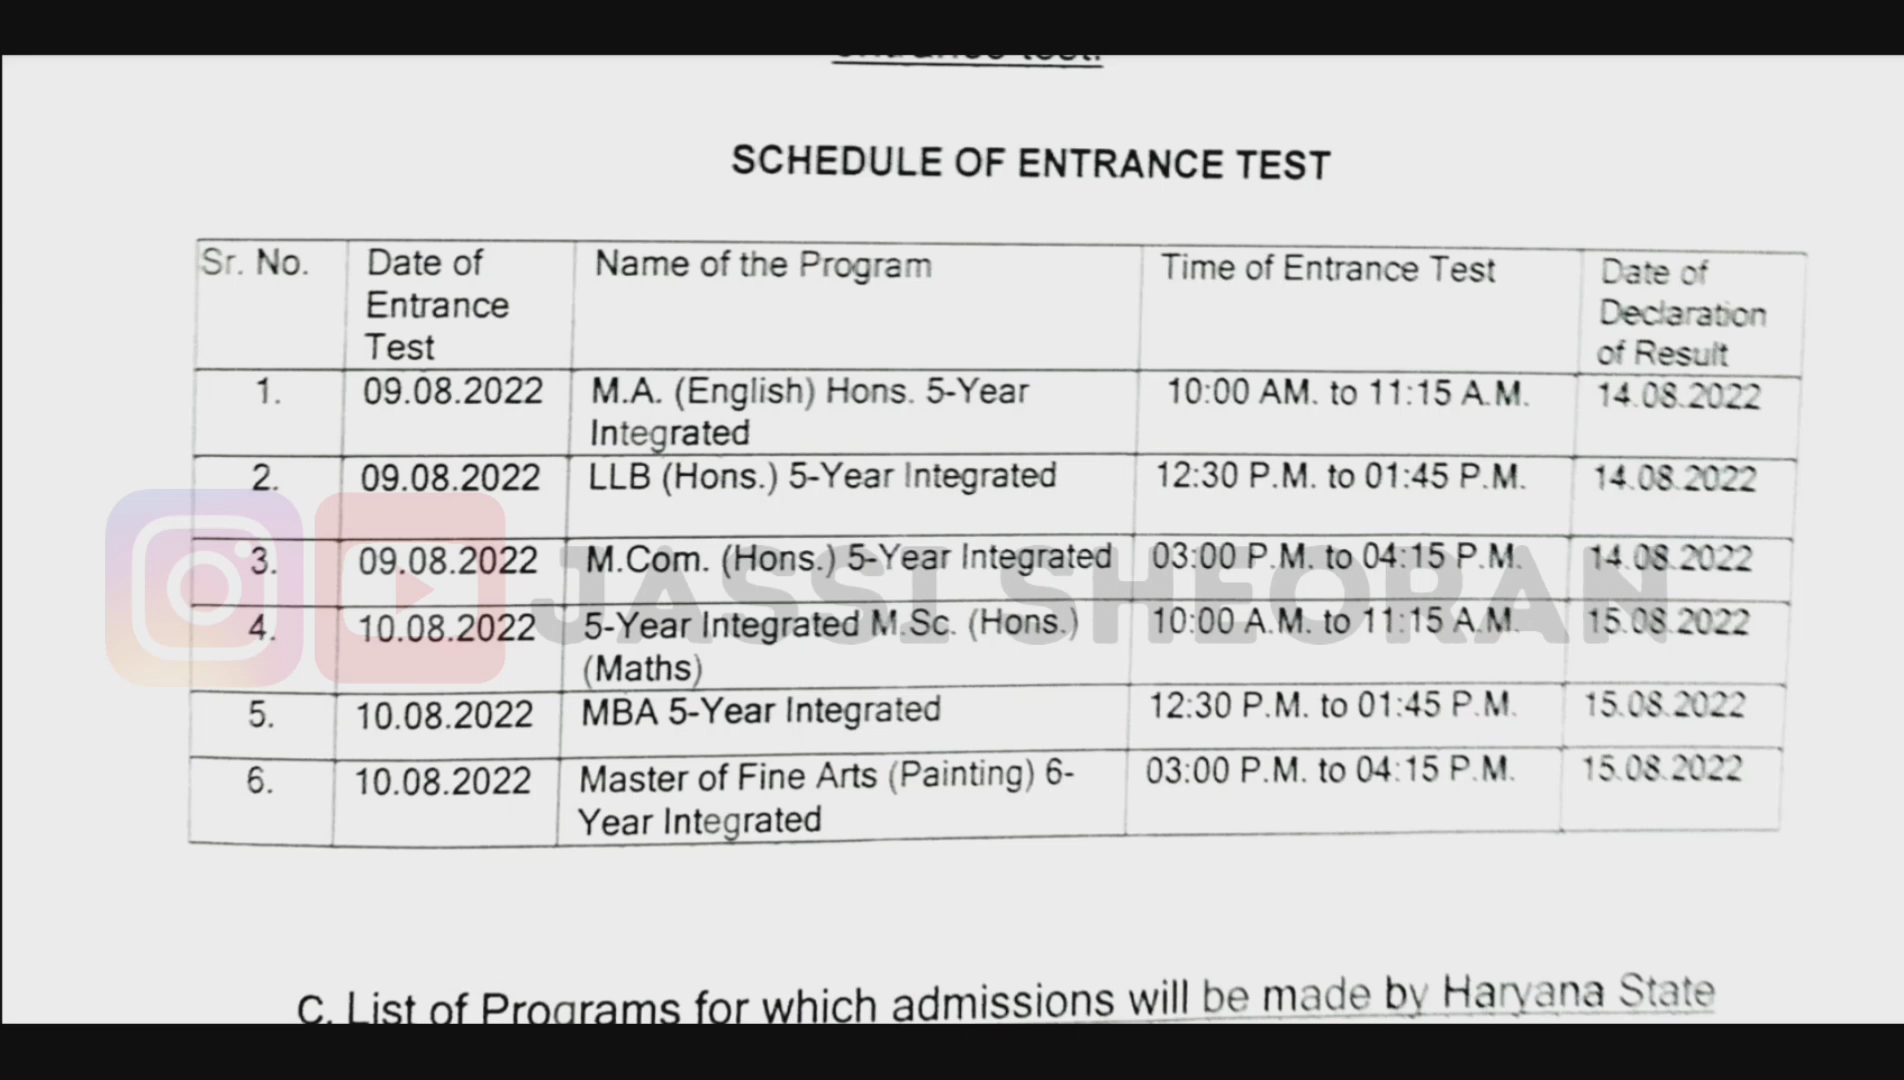 entrance test.
SCHEDULE OF ENTRANCE TEST
Sr. No. Date of Entrance Test Name of the Program Time of Entrance Test Date of Declaration of Result
1. 09.08.2022 M.A. (English) Hons. 5-Year Integrated 10:00 AM. to 11:15 A.M. 14.08.2022
2. 09.08.2022 LLB (Hons.) 5-Year Integrated 12:30 P.M. to 01:45 P.M. 14.08.2022
3. 09.08.2022 M.Com. (Hons.) 5-Year Integrated 03:00 P.M. to 04:15 P.M. 14.08.2022
4. 10.08.2022 5-Year Integrated M.Sc. (Hons.) (Maths) 10:00 A.M. to 11:15 A.M. 15.08.2022
5. 10.08.2022 MBA 5-Year Integrated 12:30 P.M. to 01:45 P.M. 15.08.2022
6. 10.08.2022 Master of Fine Arts (Painting) 6-Year Integrated 03:00 P.M. to 04:15 P.M. 15.08.2022
JASSI SHEORAN
C. List of Programs for which admissions will be made by Haryana State